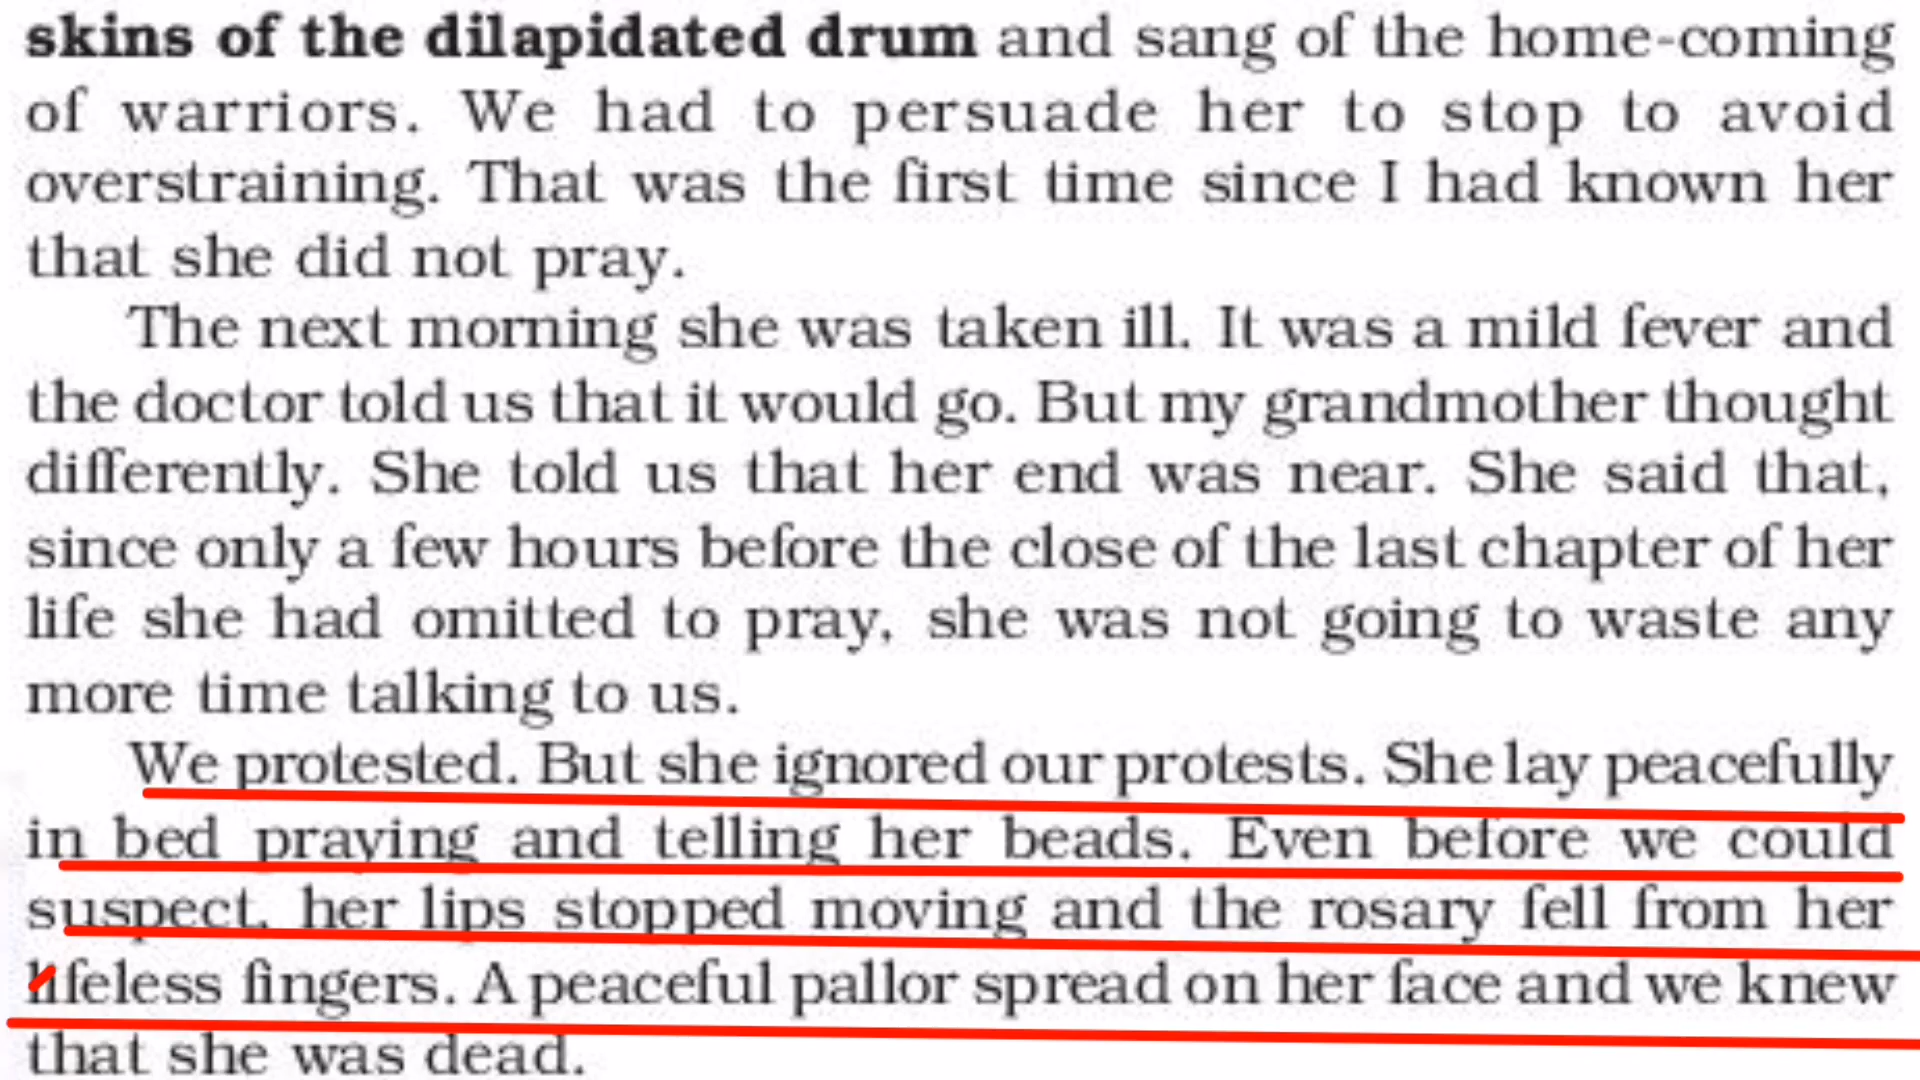 skins of the dilapidated drum and sang of the home-coming
of warriors. We had to persuade her to stop to avoid
overstraining. That was the first time since I had known her
that she did not pray.
The next morning she was taken ill. It was a mild fever and
the doctor told us that it would go. But my grandmother thought
differently. She told us that her end was near. She said that,
since only a few hours before the close of the last chapter of her
life she had omitted to pray, she was not going to waste any
more time talking to us.
We protested. But she ignored our protests. She lay peacefully
in bed praying and telling her beads. Even before we could
suspect, her lips stopped moving and the rosary fell from her
lifeless fingers. A peaceful pallor spread on her face and we knew
that she was dead.